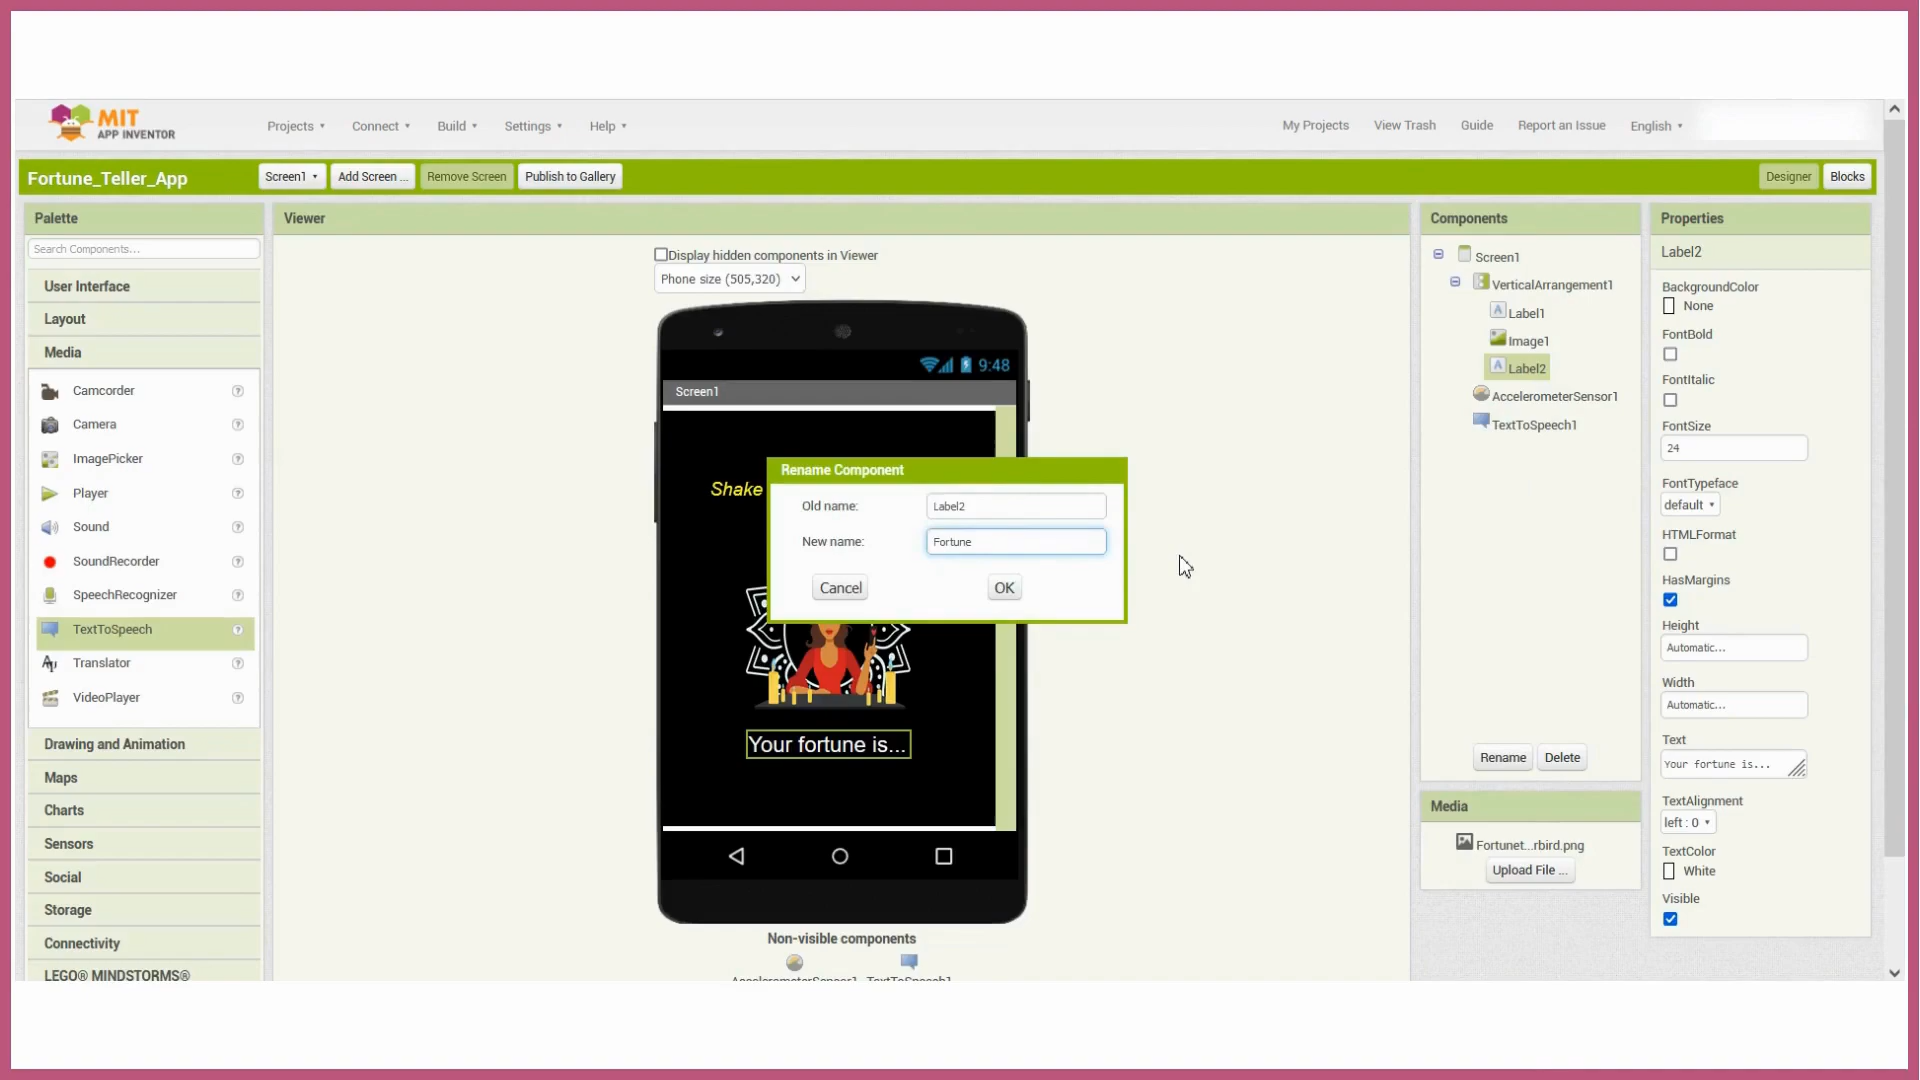 MIT
APP INVENTOR
Projects
Connect
Build
Settings
Help
My Projects
View Trash
Guide
Report an Issue
English
Fortune_Teller_App
Screen1
Add Screen ...
Remove Screen
Publish to Gallery
Designer
Blocks
Palette
Search Components...
User Interface
Layout
Media
Camcorder
Camera
ImagePicker
Player
Sound
SoundRecorder
SpeechRecognizer
TextToSpeech
Translator
VideoPlayer
Drawing and Animation
Maps
Charts
Sensors
Social
Storage
Connectivity
LEGO® MINDSTORMS®
Viewer
Display hidden components in Viewer
Phone size (505,320)
9:48
Screen1
Shake
Rename Component
Old name:
Label2
New name:
Fortune
Cancel
OK
Your fortune is...
Non-visible components
AccelerometerSensor1
TextToSpeech1
Components
Screen1
VerticalArrangement1
Label1
Image1
Label2
AccelerometerSensor1
TextToSpeech1
Rename
Delete
Media
Fortunet...rbird.png
Upload File ...
Properties
Label2
BackgroundColor
None
FontBold
FontItalic
FontSize
24
FontTypeface
default
HTMLFormat
HasMargins
Height
Automatic...
Width
Automatic...
Text
Your fortune is...
TextAlignment
left : 0
TextColor
White
Visible